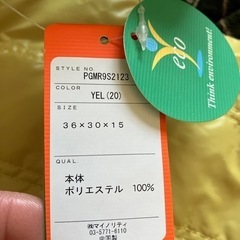 STYLE NO.
PGMR9S2123
COLOR
YEL(20)
SIZE
36×30×15
QUAL
本体
ポリエステル 100%
㈱マイノリティ
03-5771-6110
中国製
ego
Think environment!